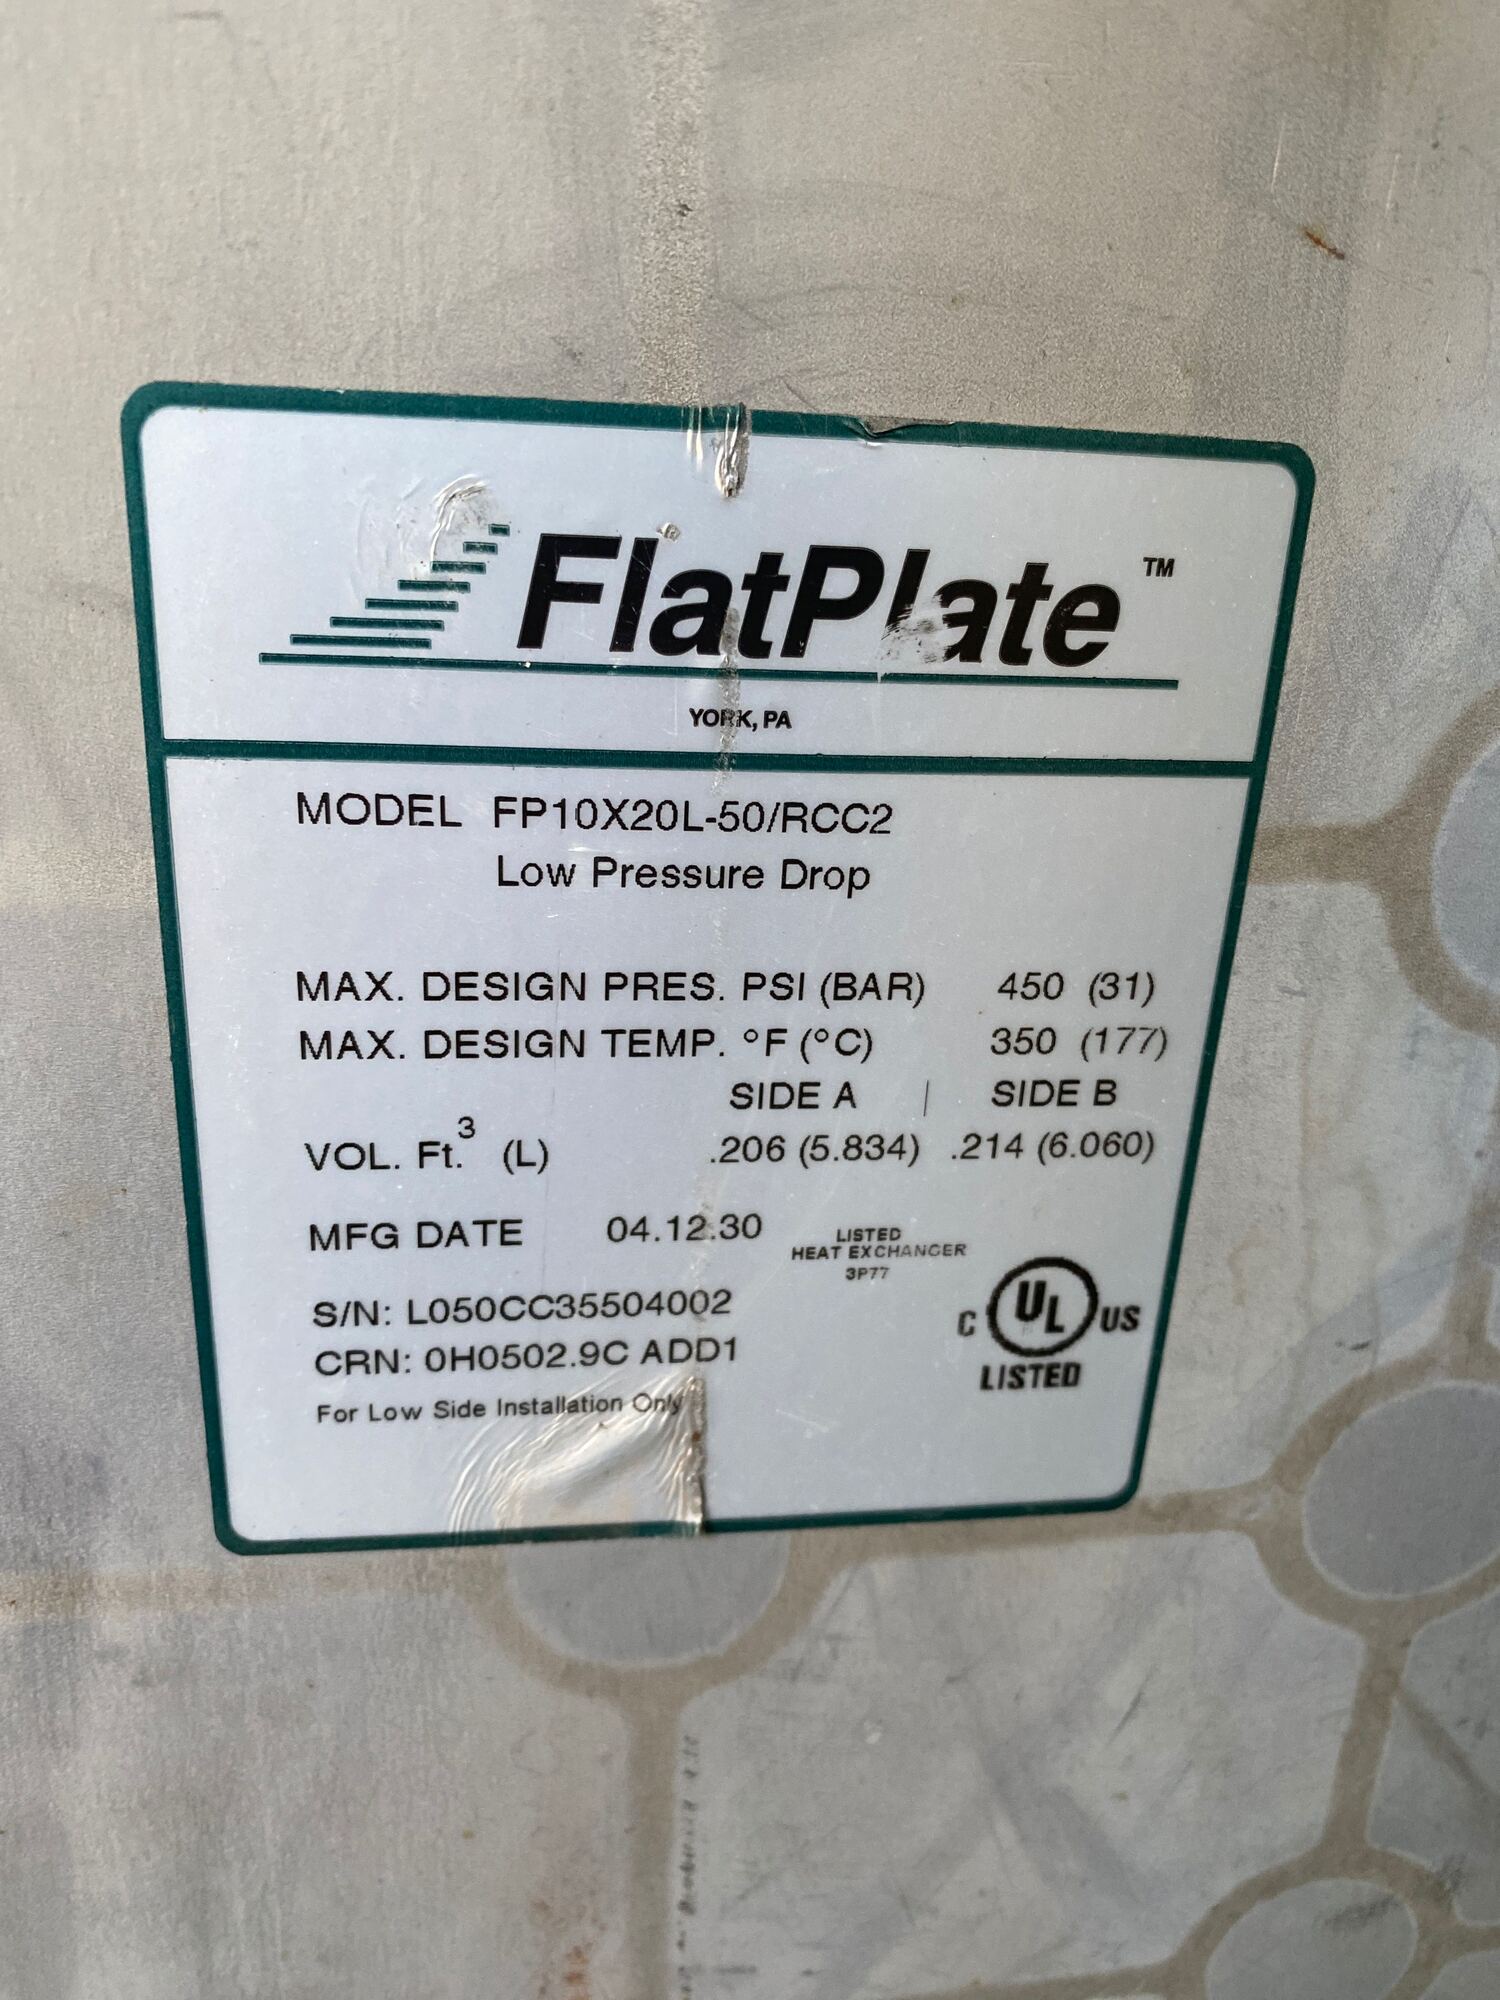 FlatPlate™
YORK, PA
MODEL FP10X20L-50/RCC2
Low Pressure Drop
MAX. DESIGN PRES. PSI (BAR) 450 (31)
MAX. DESIGN TEMP. °F (°C) 350 (177)
SIDE A | SIDE B
VOL. Ft.³ (L) .206 (5.834) .214 (6.060)
MFG DATE 04.12.30
LISTED
HEAT EXCHANGER
3P77
S/N: L050CC35504002
CRN: 0H0502.9C ADD1
For Low Side Installation Only
C UL US
LISTED